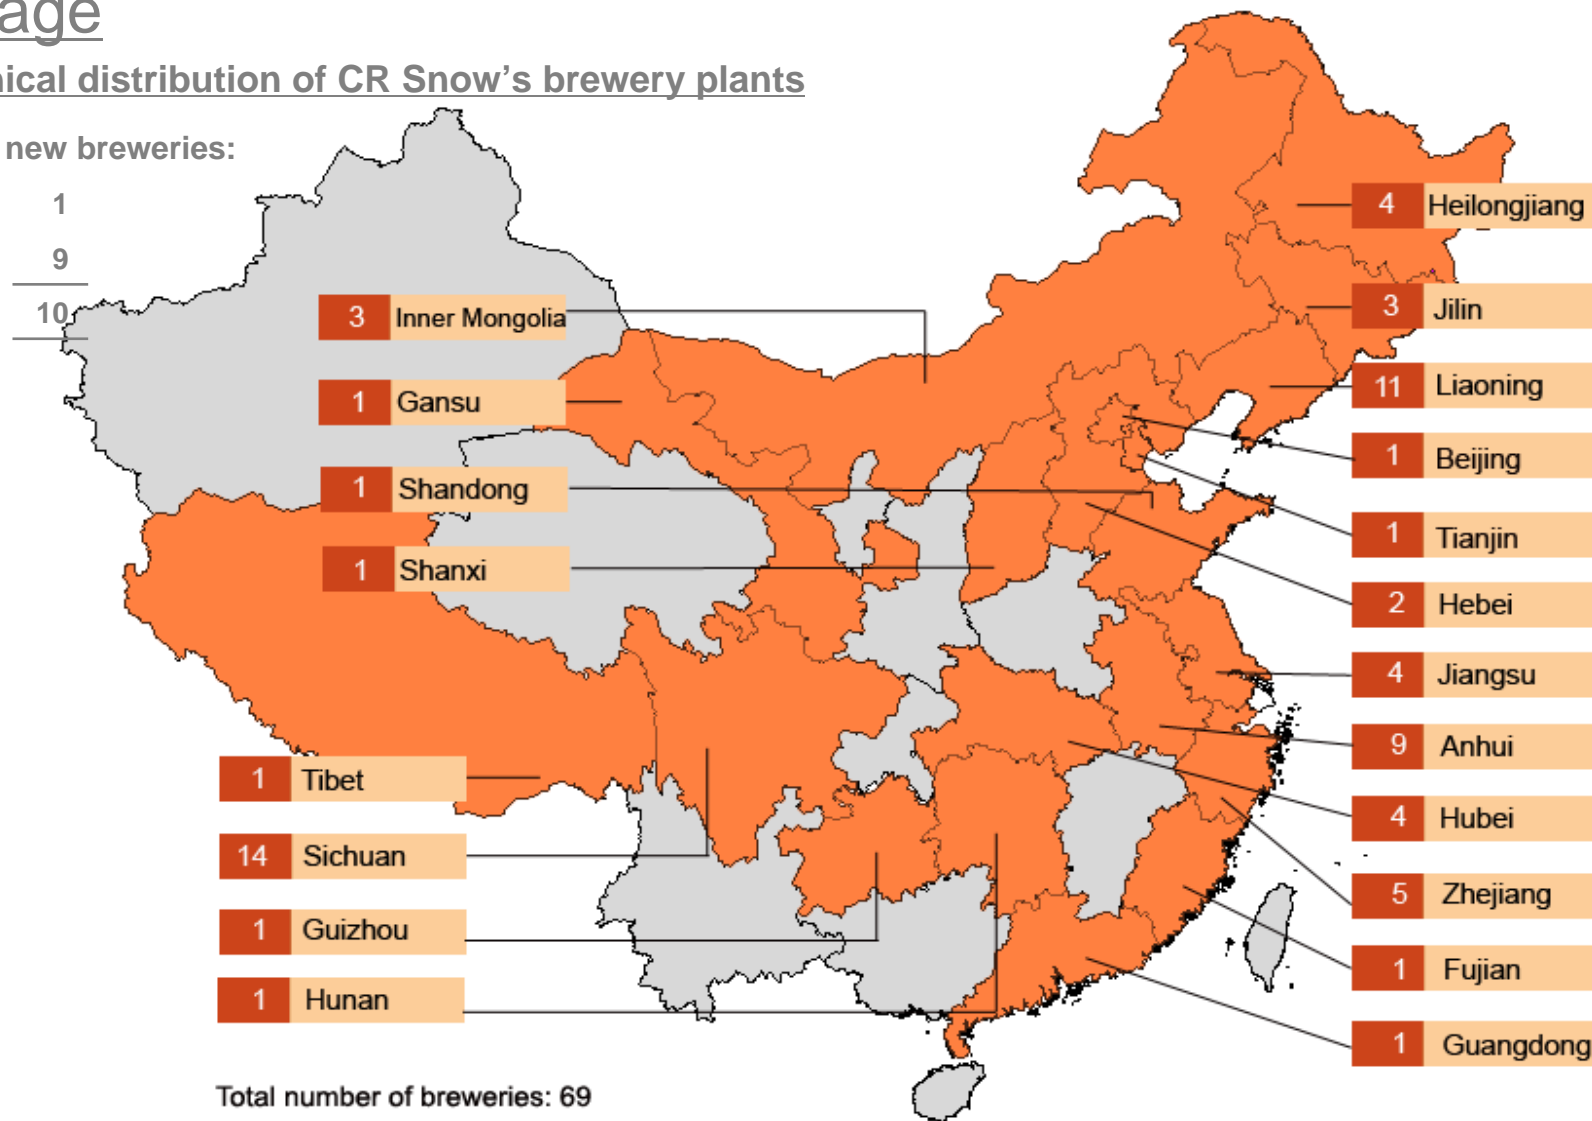 age
ical distribution of CR Snow's brewery plants
new breweries:
1
9
10
3 Inner Mongolia
1 Gansu
1 Shandong
1 Shanxi
1 Tibet
14 Sichuan
1 Guizhou
1 Hunan
4 Heilongjiang
3 Jilin
11 Liaoning
1 Beijing
1 Tianjin
2 Hebei
4 Jiangsu
9 Anhui
4 Hubei
5 Zhejiang
1 Fujian
1 Guangdong
Total number of breweries: 69